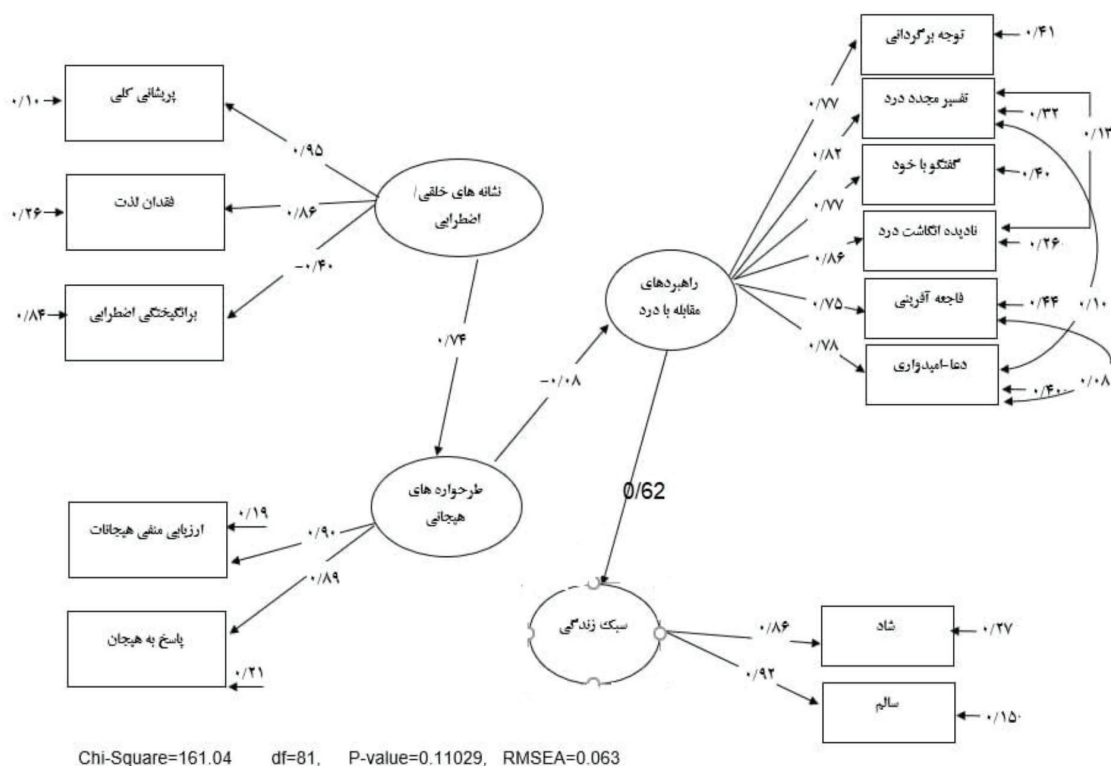 توجه برگردانی
۰/۴۱
پریشانی کلی
۰/۱۰
۰/۷۷
تفسیر مجدد درد
۰/۳۲
۰/۱۳
۰/۹۵
۰/۸۲
نشانه های خلقی/
اضطرابی
فقدان لذت
۰/۲۶
۰/۸۶
گفتگو با خود
۰/۴۰
۰/۷۷
نادیده انگاشت درد
۰/۲۶
۰/۸۶
-۰/۴۰
راهبردهای
مقابله با درد
فاجعه آفرینی
۰/۴۴
۰/۱۰
۰/۷۵
برانگیختگی اضطرابی
۰/۸۴
۰/۷۴
۰/۷۸
دعا-امیدواری
۰/۴۰
۰/۰۸
-۰/۰۸
طرحواره های
هیجانی
0/62
۰/۱۹
ارزیابی منفی هیجانات
۰/۹۰
۰/۸۹
پاسخ به هیجان
۰/۲۱
سبک زندگی
۰/۸۶
شاد
۰/۲۷
۰/۹۲
سالم
۰/۱۵
Chi-Square=161.04 df=81, P-value=0.11029, RMSEA=0.063